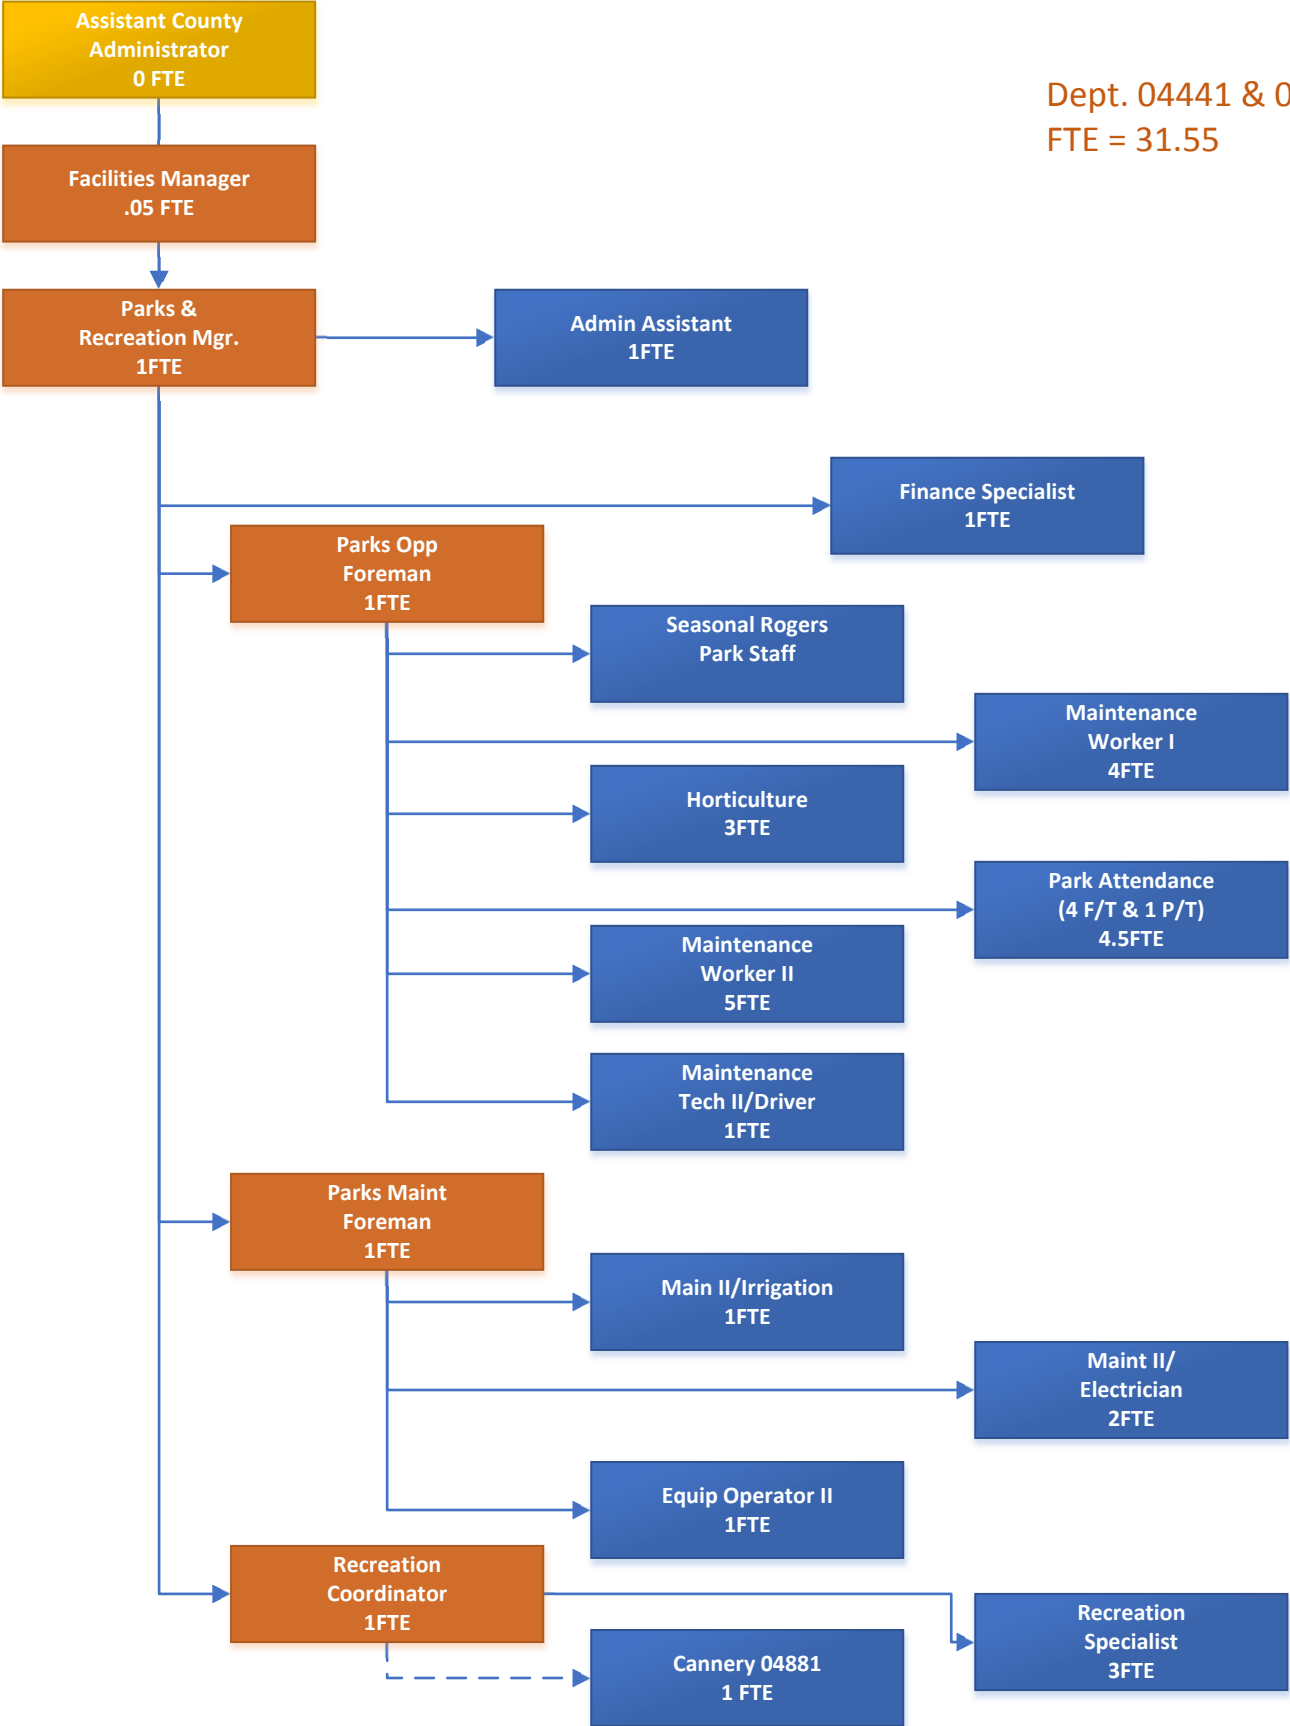 Assistant County
Administrator
0 FTE
Dept. 04441 & 0
FTE = 31.55
Facilities Manager
.05 FTE
Parks &
Recreation Mgr.
1FTE
Admin Assistant
1FTE
Finance Specialist
1FTE
Parks Opp
Foreman
1FTE
Seasonal Rogers
Park Staff
Maintenance
Worker I
4FTE
Horticulture
3FTE
Park Attendance
(4 F/T & 1 P/T)
4.5FTE
Maintenance
Worker II
5FTE
Maintenance
Tech II/Driver
1FTE
Parks Maint
Foreman
1FTE
Main II/Irrigation
1FTE
Maint II/
Electrician
2FTE
Equip Operator II
1FTE
Recreation
Coordinator
1FTE
Recreation
Specialist
3FTE
Cannery 04881
1 FTE